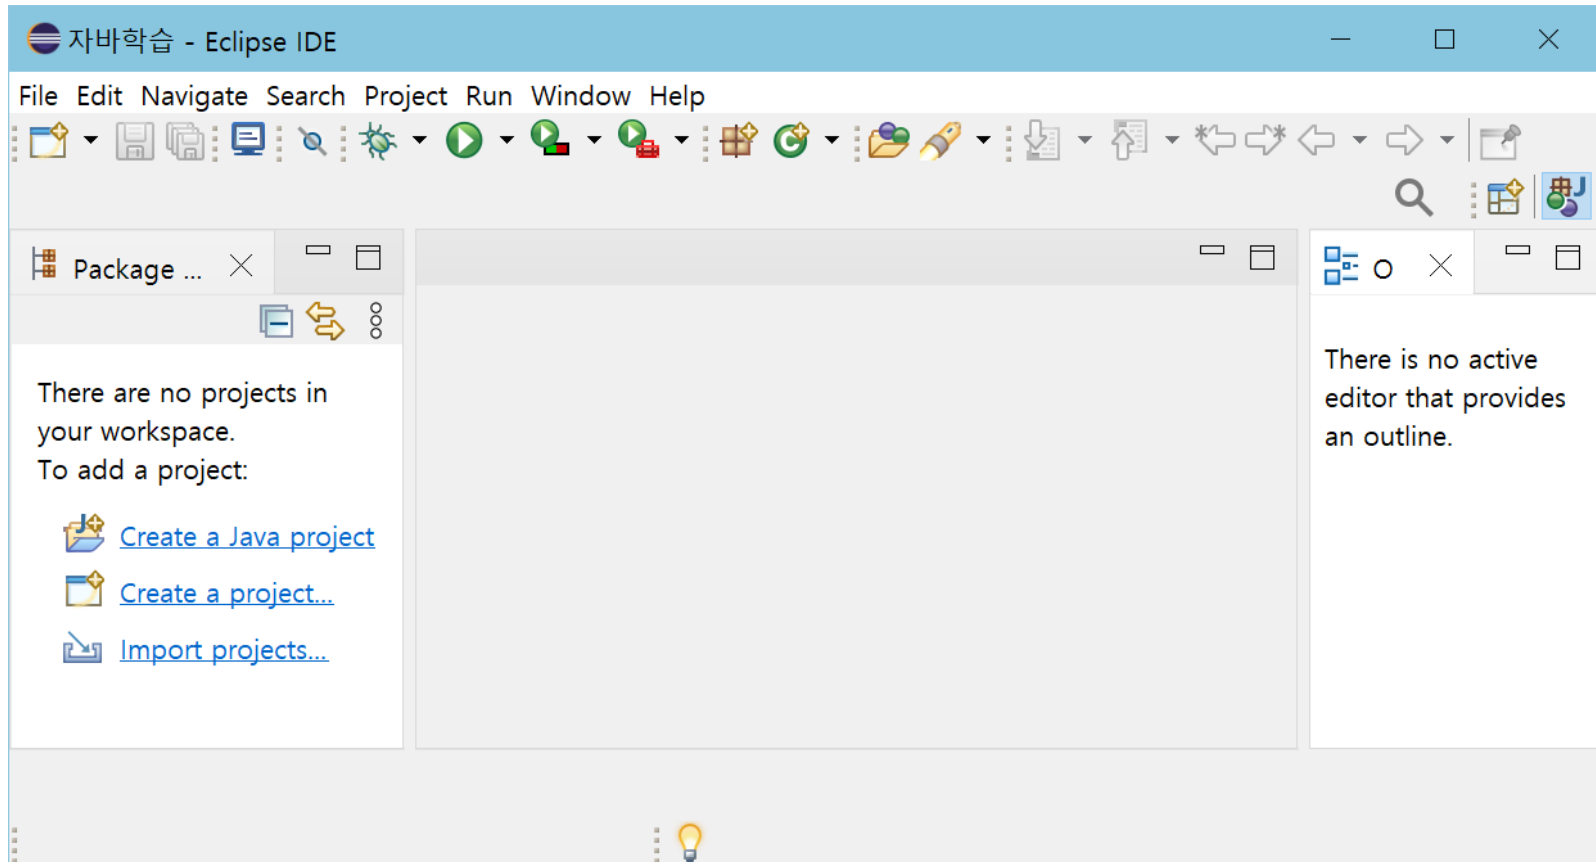 자바학습 - Eclipse IDE
File Edit Navigate Search Project Run Window Help
Package ...
There are no projects in
your workspace.
To add a project:
Create a Java project
Create a project...
Import projects...
O
There is no active
editor that provides
an outline.